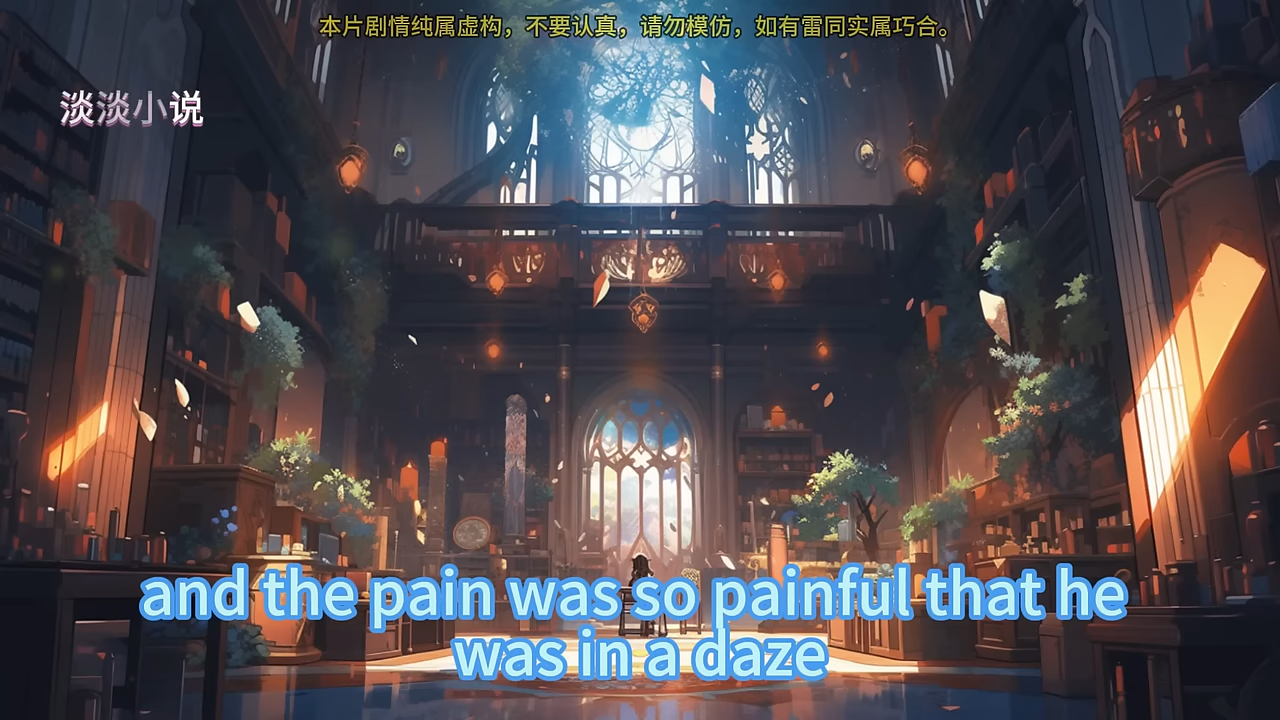 本片剧情纯属虚构，不要认真，请勿模仿，如有雷同实属巧合。
淡淡小说
and the pain was so painful that he
was in a daze